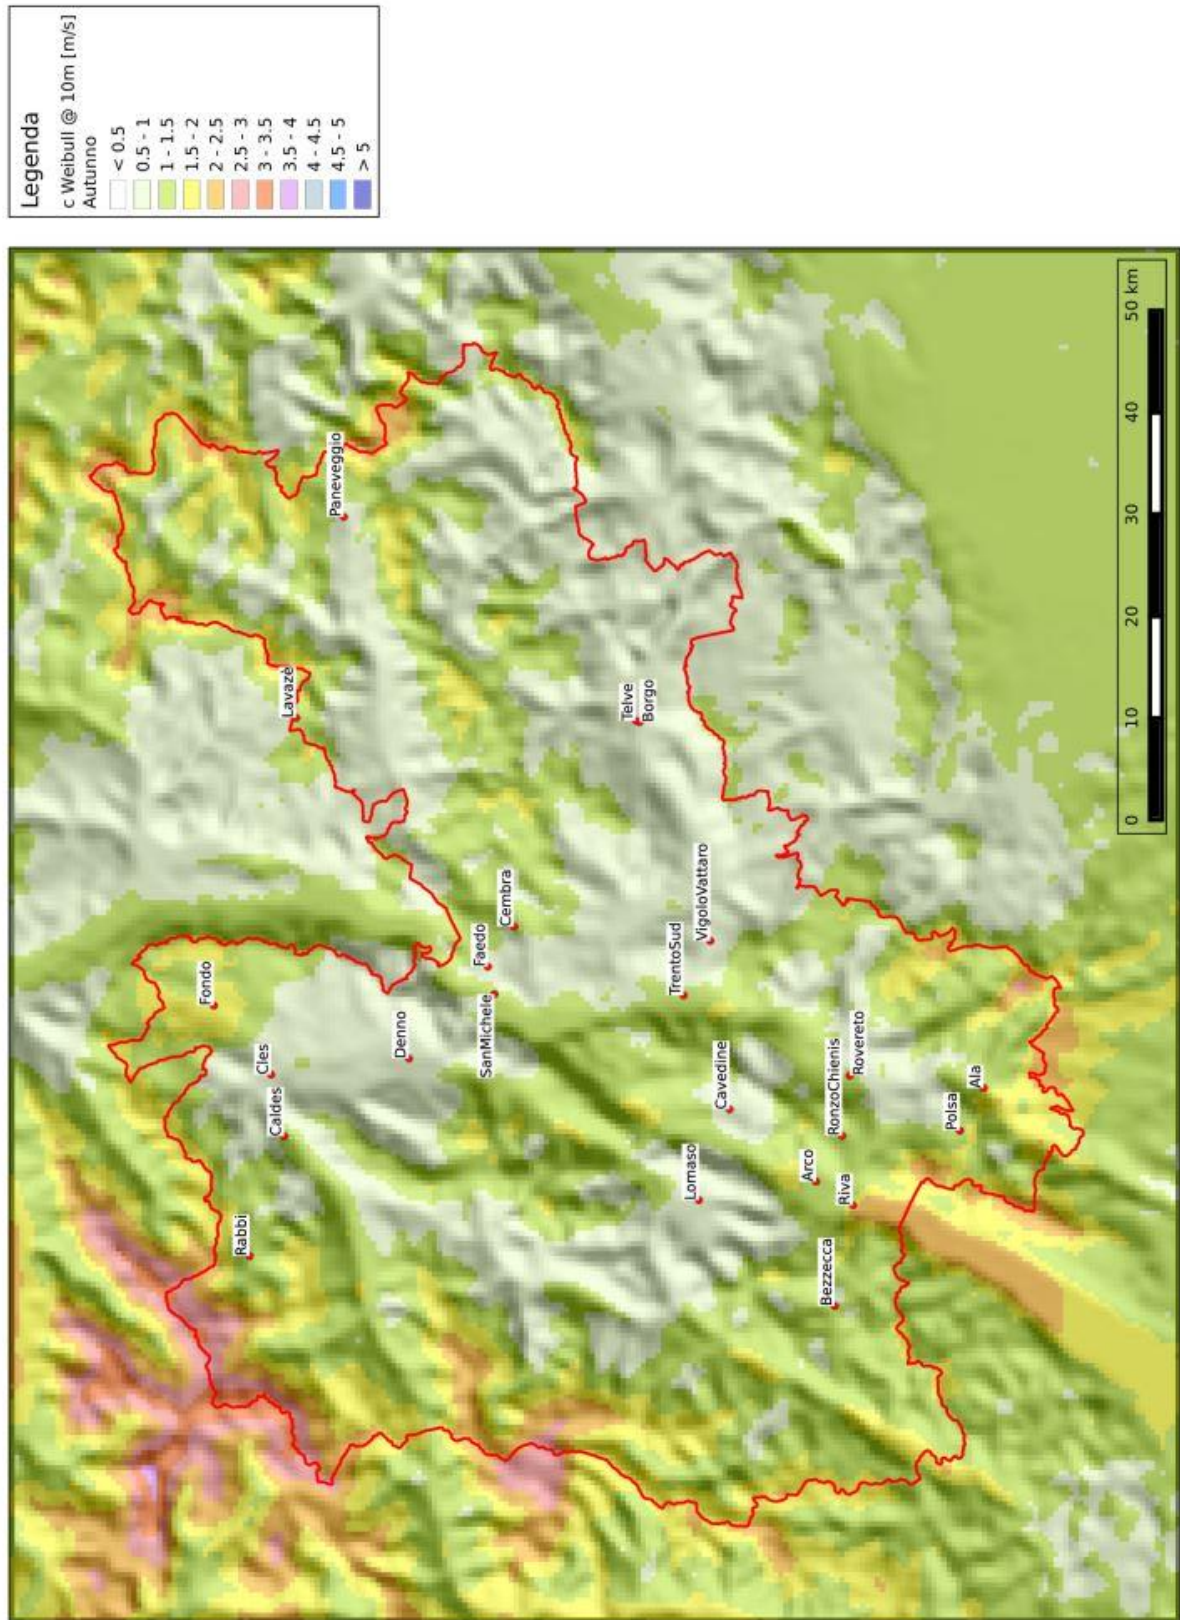 Legenda
c Weibull @ 10m [m/s]
Autunno
< 0.5
0.5 - 1
1 - 1.5
1.5 - 2
2 - 2.5
2.5 - 3
3 - 3.5
3.5 - 4
4 - 4.5
4.5 - 5
> 5
Fondo
Rabbi
Cles
Caldes
Lavazè
Paneveggio
Denno
Faedo
SanMichele
Cembra
Telve
Borgo
TrentoSud
Lomaso
VigoloVattaro
Cavedine
Arco
Bezzecca
RonzoChienis
Riva
Rovereto
Polsa
Ala
0
10
20
30
40
50 km